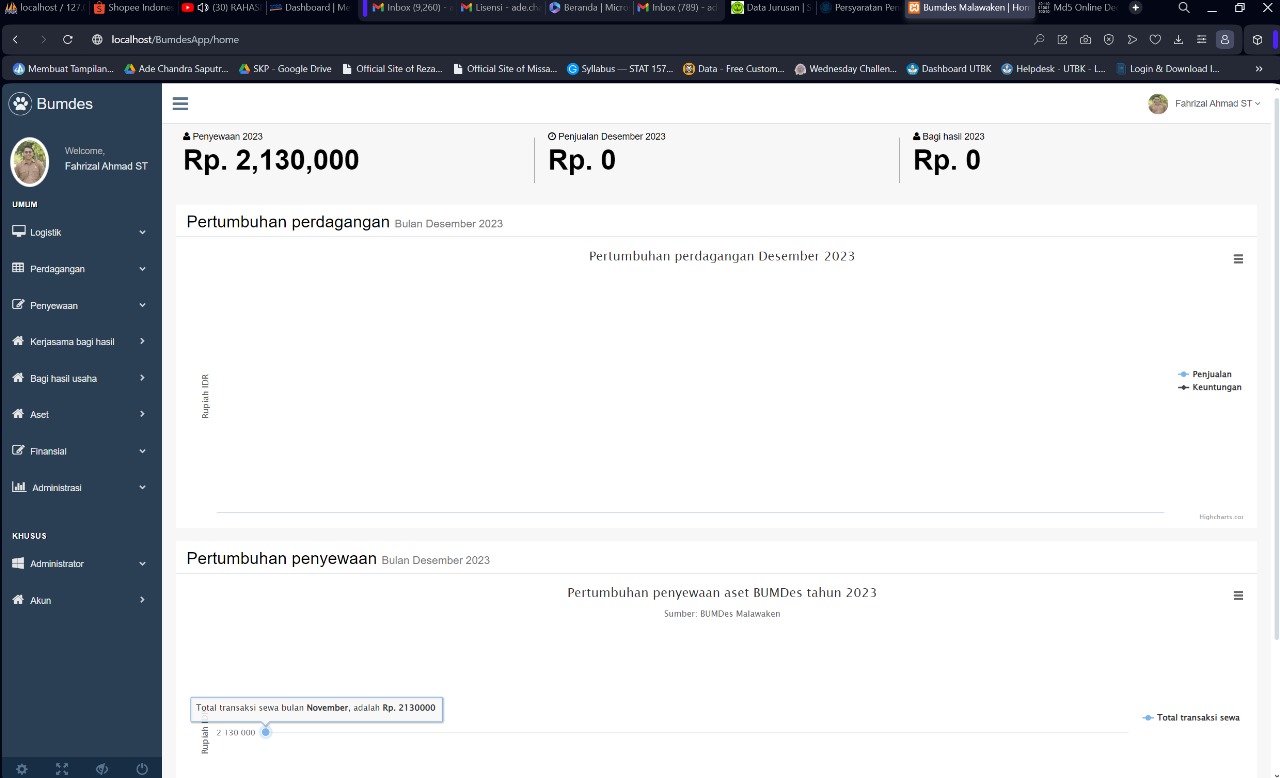 localhost / 127.
Shopee Indones
(30) RAHAS
Dashboard | Me
Inbox (9,260) - a
Lisensi - ade.cha
Beranda | Micro
Inbox (789) - ad
Data Jurusan | S
Persyaratan Pen
Bumdes Malawaken | Hom
Md5 Online Dec
localhost/BumdesApp/home
Membuat Tampilan...
Ade Chandra Saputr...
SKP - Google Drive
Official Site of Reza...
Official Site of Missa...
Syllabus — STAT 157...
Data - Free Custom...
Wednesday Challen...
Dashboard UTBK
Helpdesk - UTBK - L...
Login & Download I...
Bumdes
Fahrizal Ahmad ST
Welcome,
Fahrizal Ahmad ST
UMUM
Logistik
Perdagangan
Penyewaan
Kerjasama bagi hasil
Bagi hasil usaha
Aset
Finansial
Administrasi
KHUSUS
Administrator
Akun
Penyewaan 2023
Rp. 2,130,000
Penjualan Desember 2023
Rp. 0
Bagi hasil 2023
Rp. 0
Pertumbuhan perdagangan Bulan Desember 2023
Pertumbuhan perdagangan Desember 2023
Rupiah IDR
Penjualan
Keuntungan
Highcharts.co
Pertumbuhan penyewaan Bulan Desember 2023
Pertumbuhan penyewaan aset BUMDes tahun 2023
Sumber: BUMDes Malawaken
Total transaksi sewa bulan November, adalah Rp. 2130000
Rupiah I
2 130 000
Total transaksi sewa